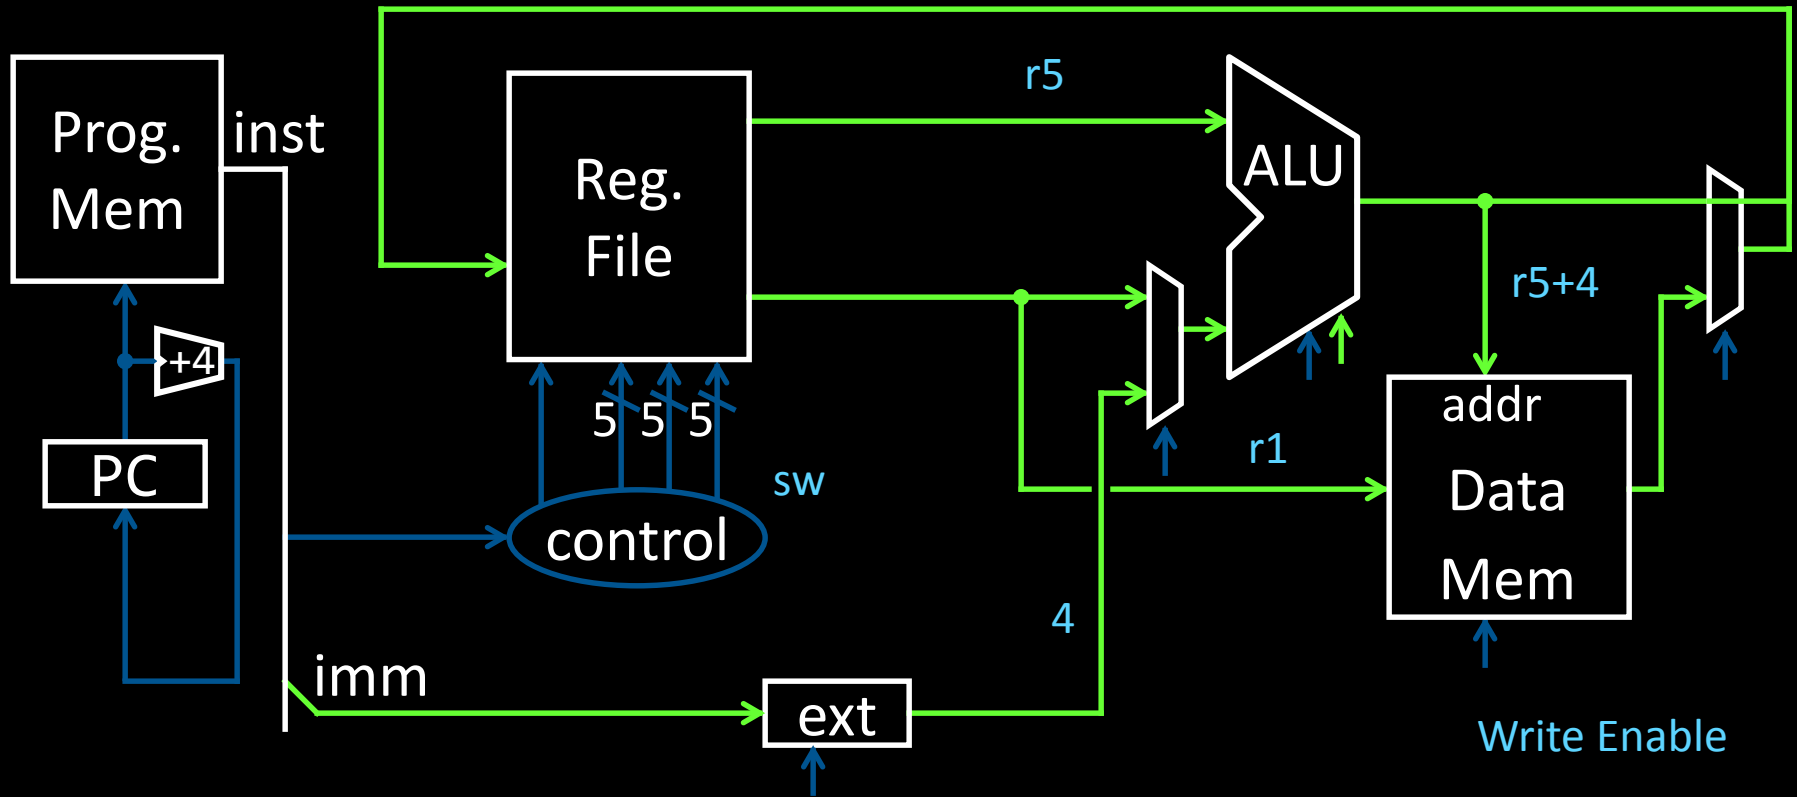 Prog.
Mem
inst
+4
PC
Reg.
File
5 5 5
control
sw
imm
ext
r5
ALU
r5+4
r1
4
addr
Data
Mem
Write Enable